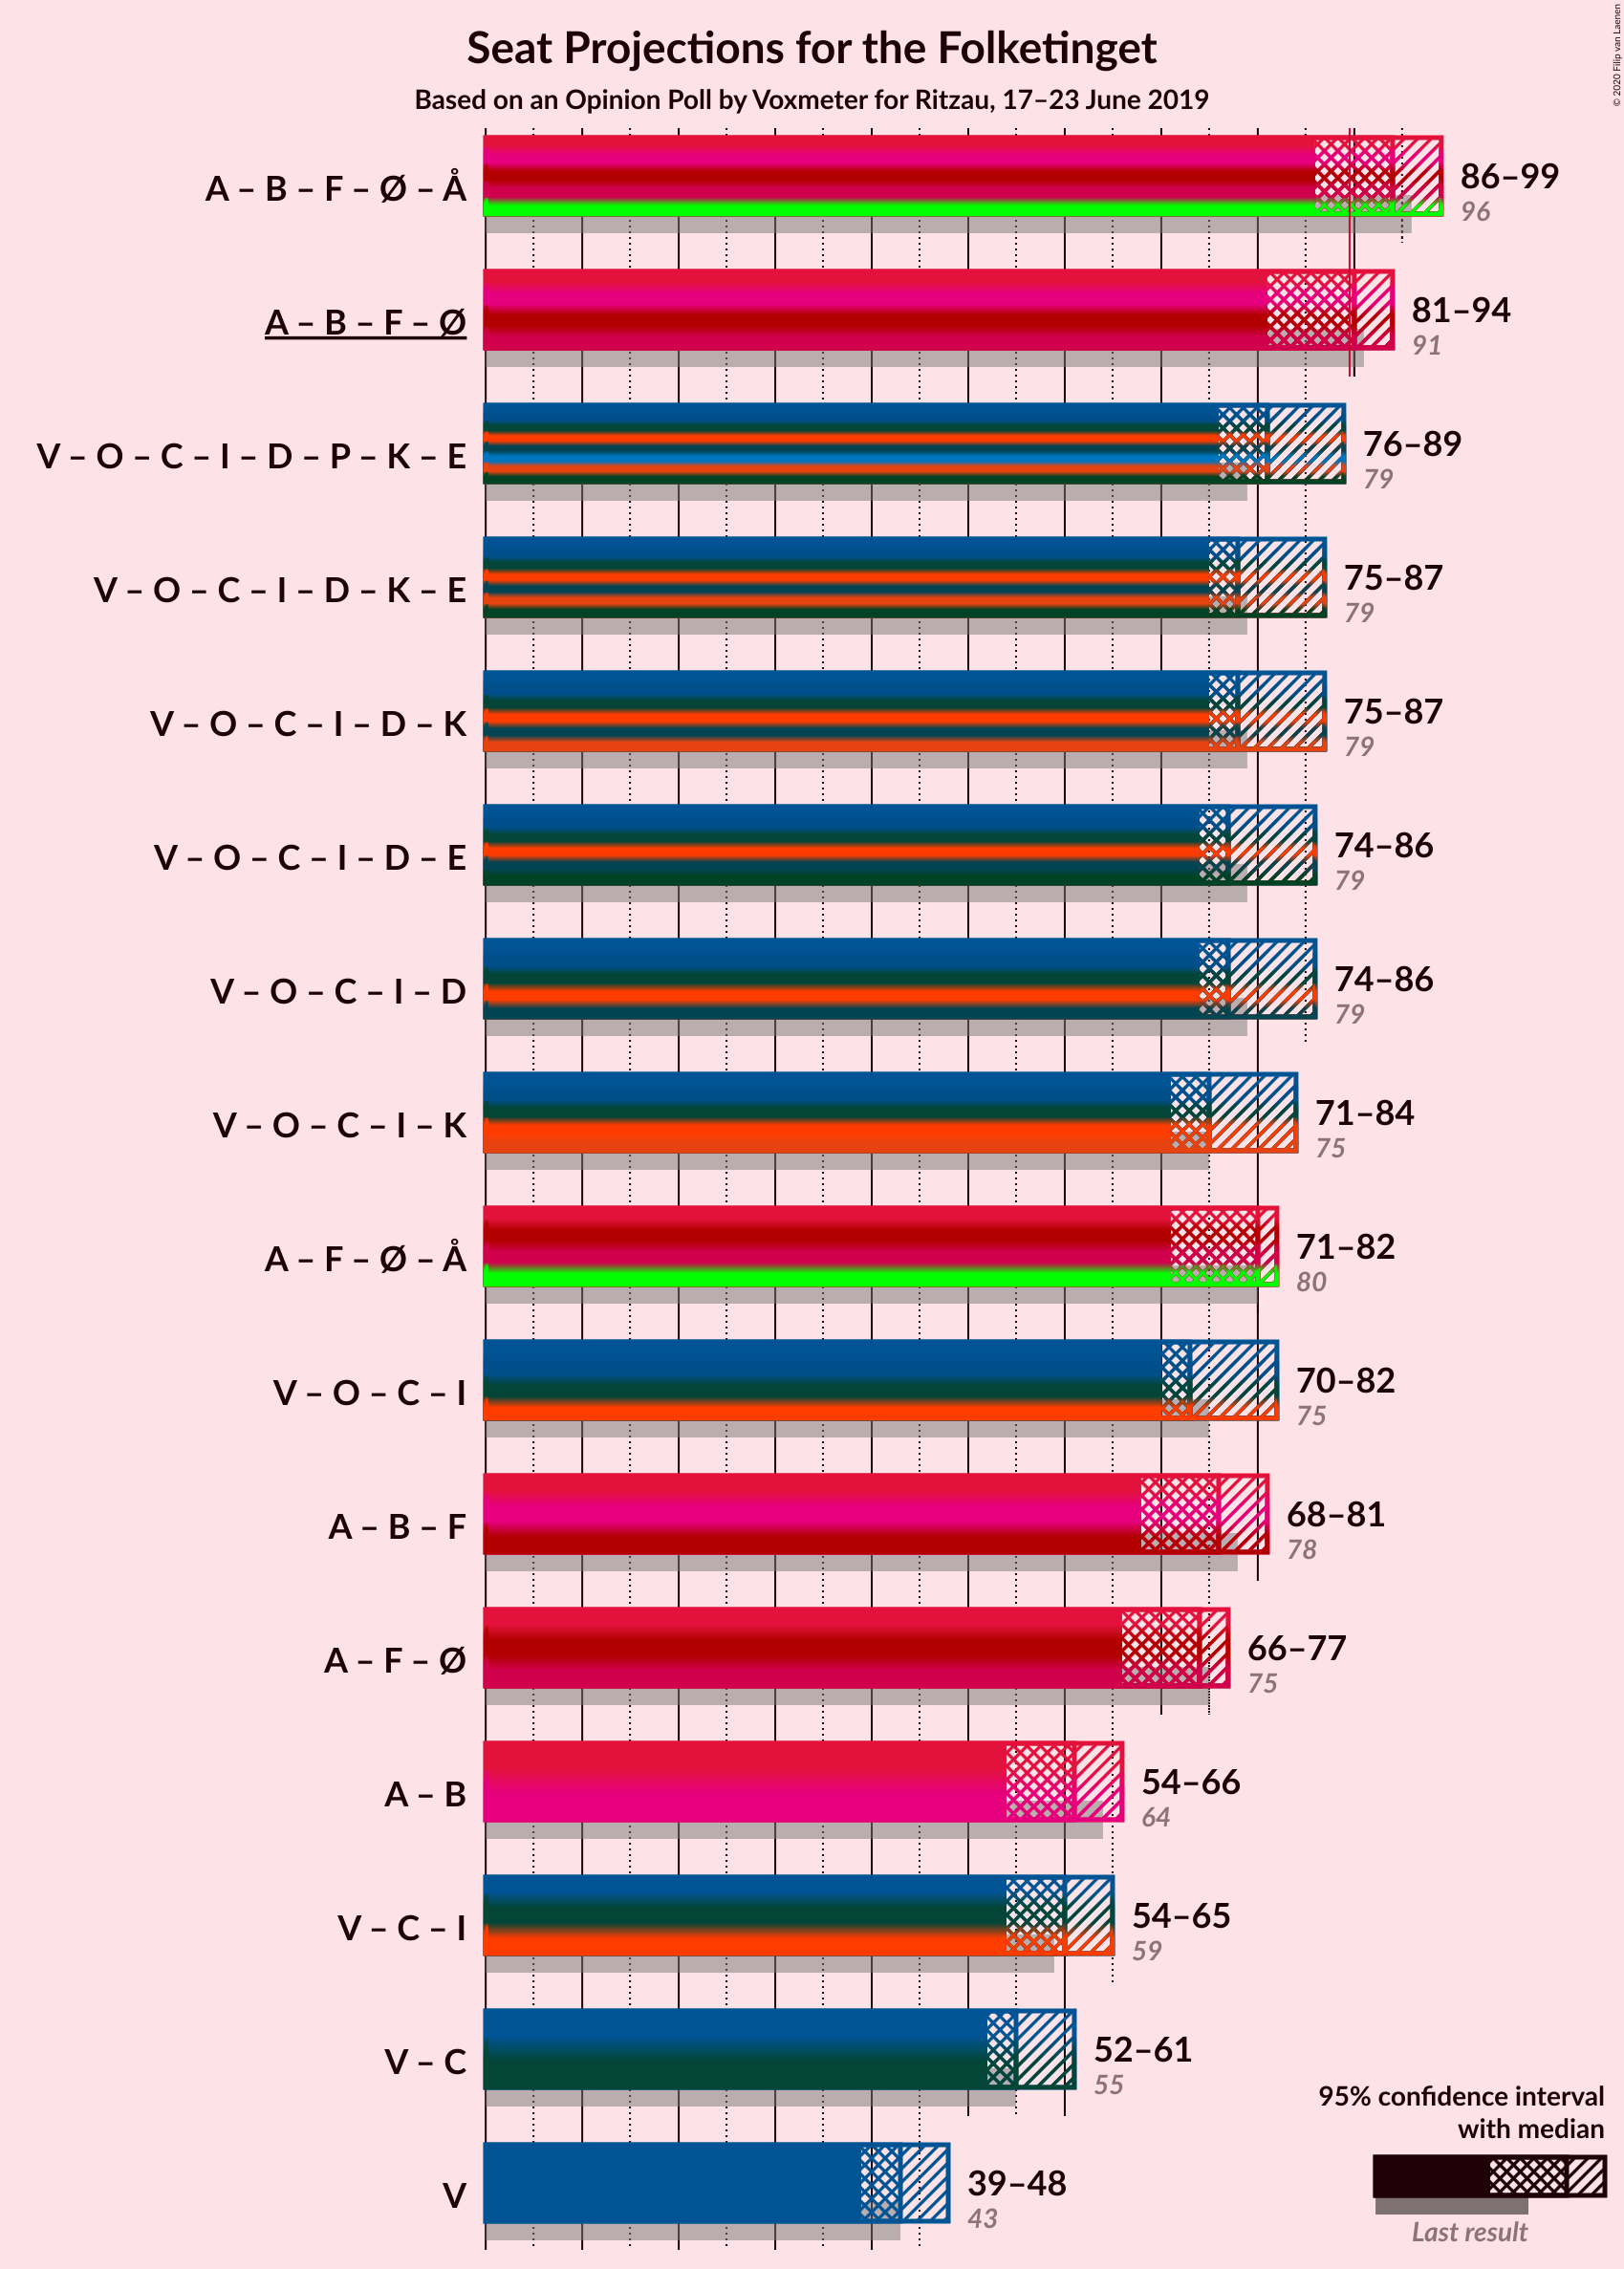 Seat Projections for the Folketinget
Based on an Opinion Poll by Voxmeter for Ritzau, 17–23 June 2019
© 2020 Filip van Laenen
A – B – F – Ø – Å
86–99
96
A – B – F – Ø
81–94
91
V – O – C – I – D – P – K – E
76–89
79
V – O – C – I – D – K – E
75–87
79
V – O – C – I – D – K
75–87
79
V – O – C – I – D – E
74–86
79
V – O – C – I – D
74–86
79
V – O – C – I – K
71–84
75
A – F – Ø – Å
71–82
80
V – O – C – I
70–82
75
A – B – F
68–81
78
A – F – Ø
66–77
75
A – B
54–66
64
V – C – I
54–65
59
V – C
52–61
55
V
39–48
43
95% confidence interval
with median
Last result